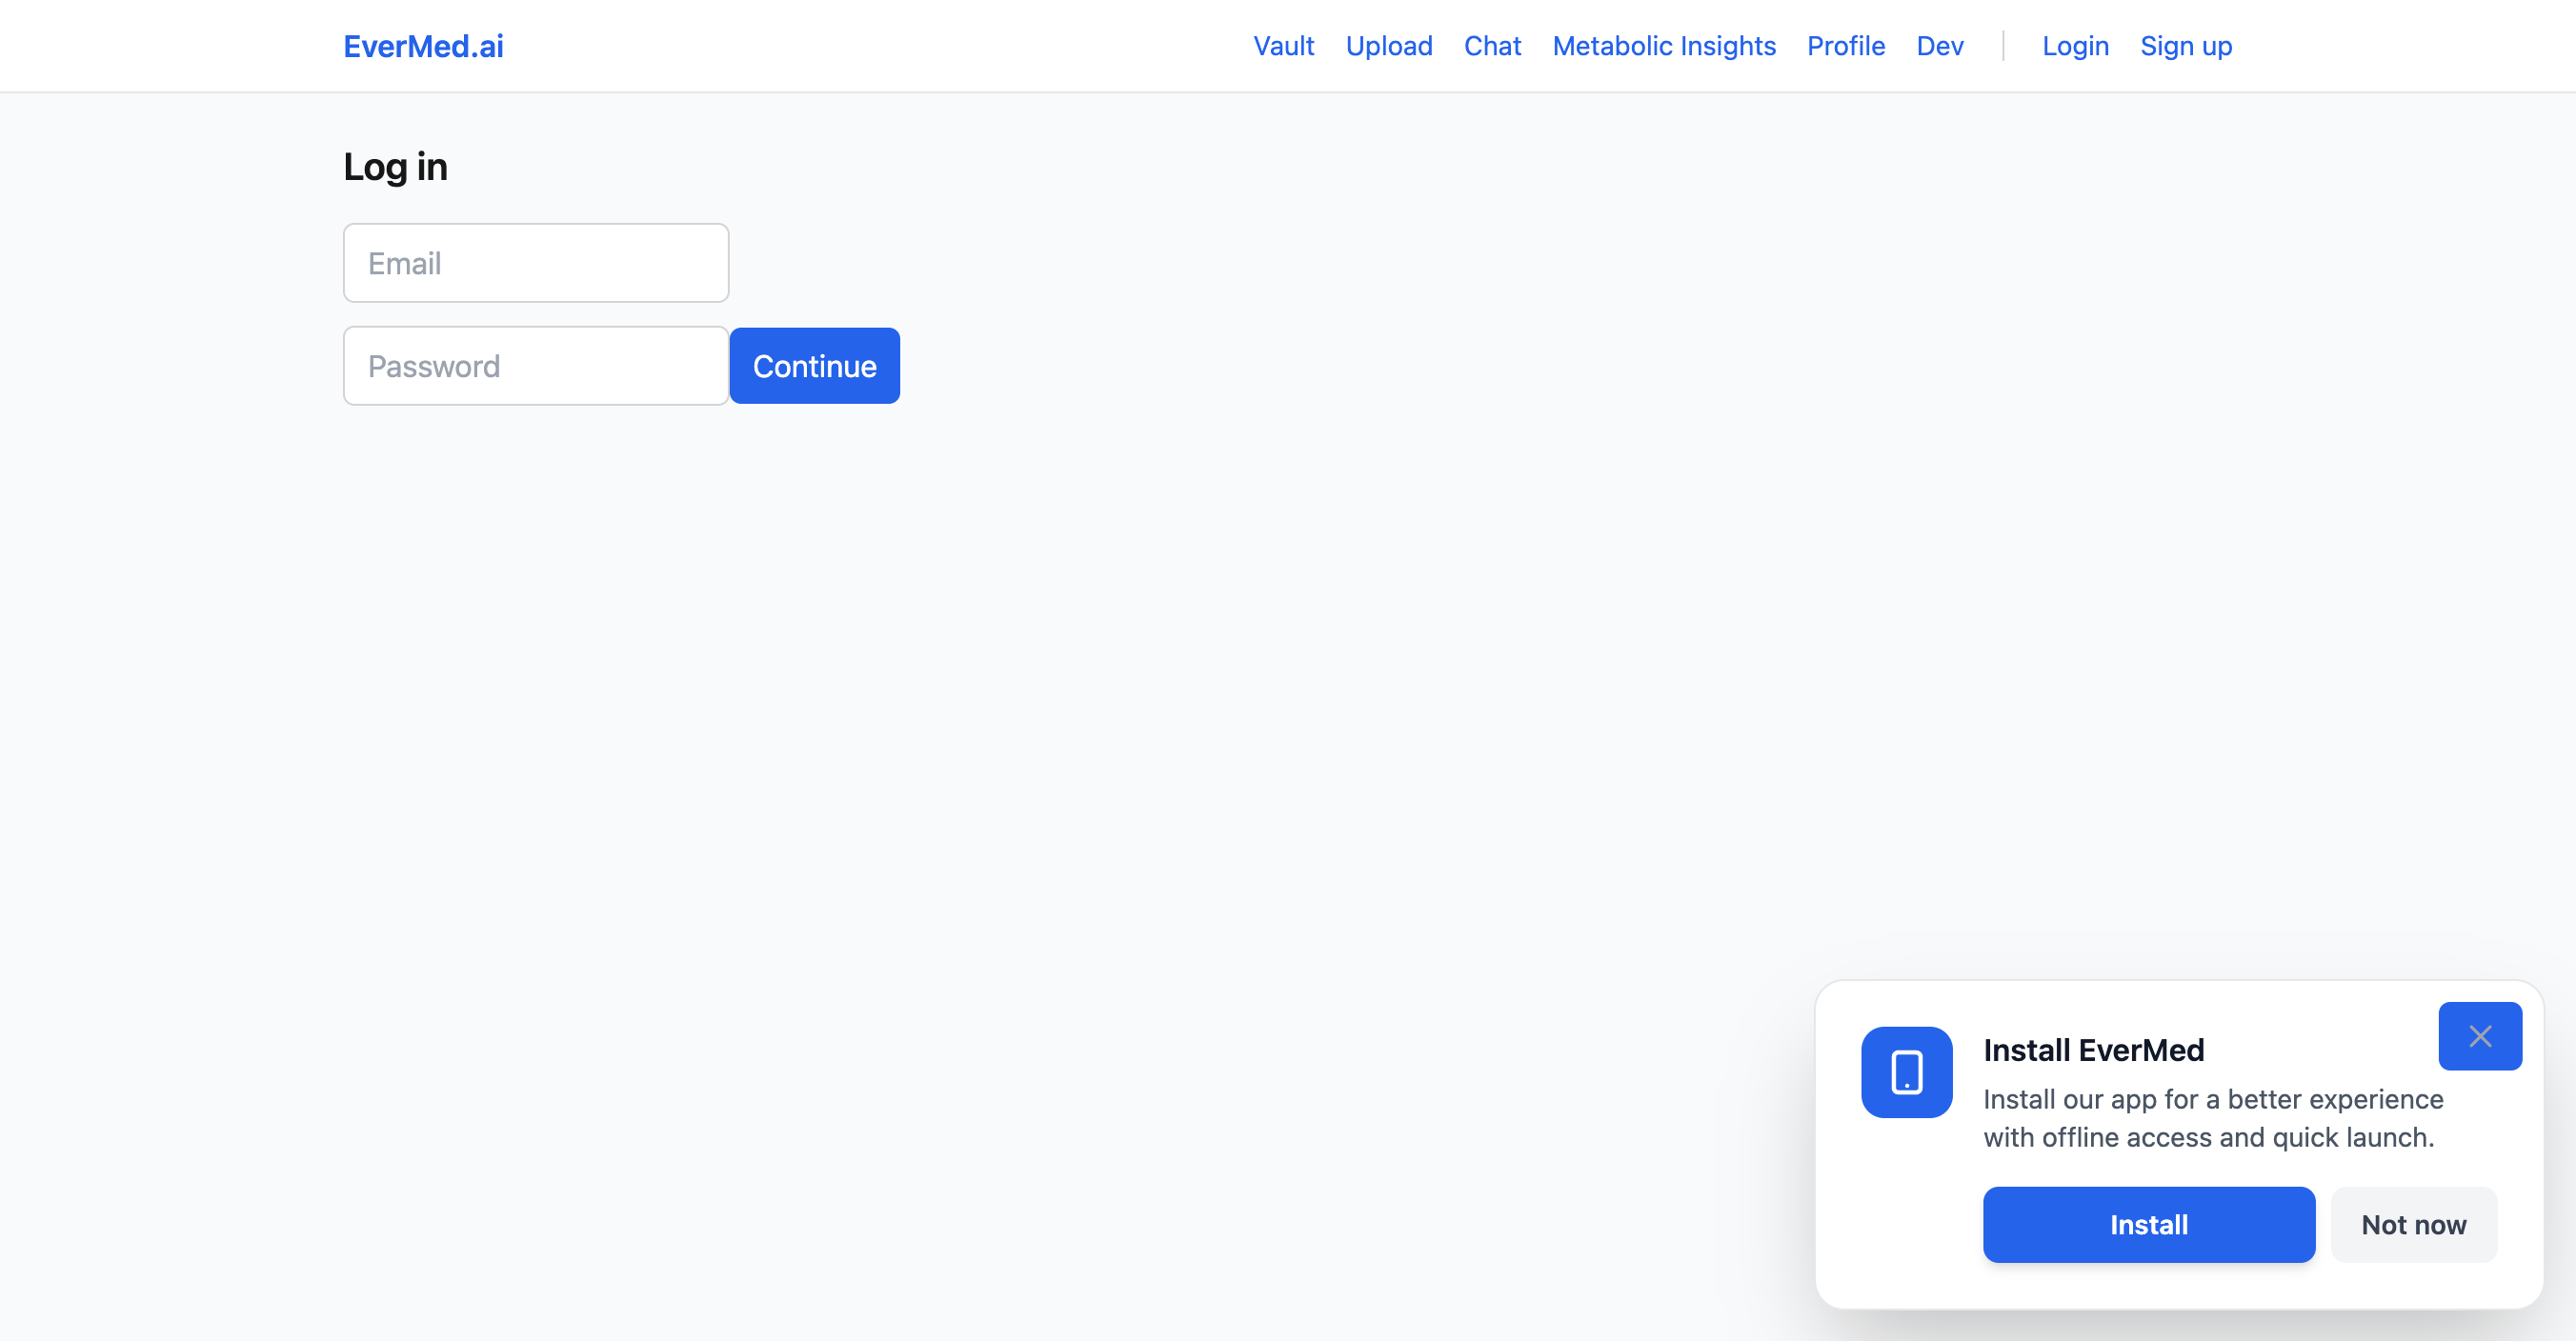 EverMed.ai
Vault Upload Chat Metabolic Insights Profile Dev Login Sign up
Log in
Email
Password
Continue
Install EverMed
Install our app for a better experience
with offline access and quick launch.
Install
Not now